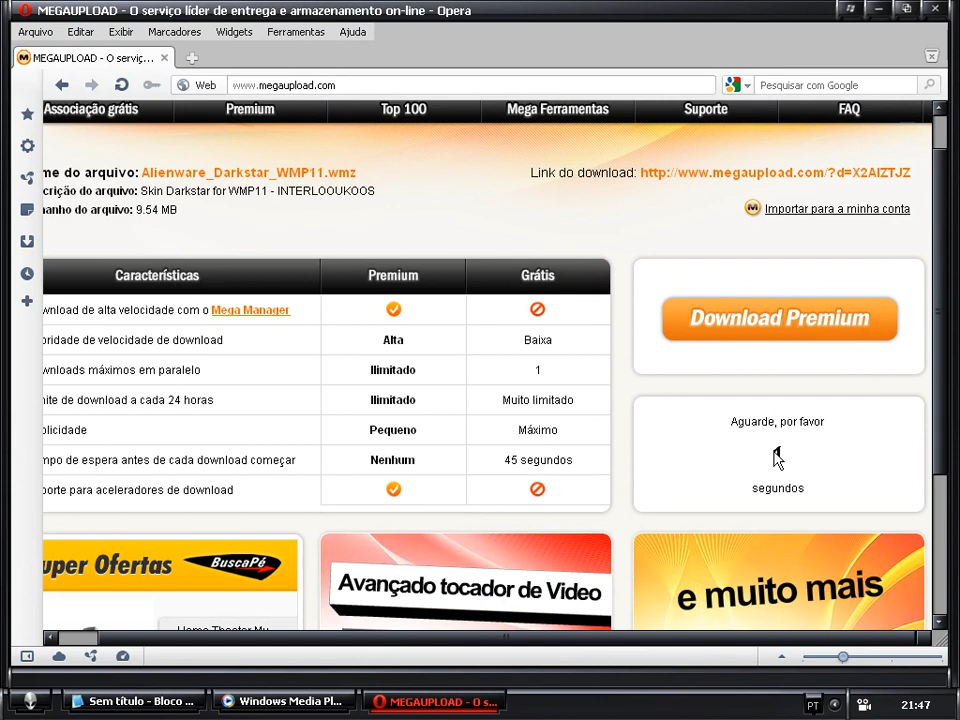 MEGAUPLOAD - O serviço líder de entrega e armazenamento on-line - Opera
Arquivo Editar Exibir Marcadores Widgets Ferramentas Ajuda
MEGAUPLOAD - O serviç...
Web www.megaupload.com Pesquisar com Google
Associação grátis Premium Top 100 Mega Ferramentas Suporte FAQ
me do arquivo: Alienware_Darkstar_WMP11.wmz Link do download: http://www.megaupload.com/?d=X2AIZTJZ
crição do arquivo: Skin Darkstar for WMP11 - INTERLOOUKOOS
manho do arquivo: 9.54 MB Importar para a minha conta
Características Premium Grátis
wnload de alta velocidade com o Mega Manager
Download Premium
oridade de velocidade de download Alta Baixa
wnloads máximos em paralelo Ilimitado 1
mite de download a cada 24 horas Ilimitado Muito limitado
Aguarde, por favor
blicidade Pequeno Máximo
mpo de espera antes de cada download começar Nenhum 45 segundos
porte para aceleradores de download
segundos
uper Ofertas BuscaPé
Avançado tocador de Video
e muito mais
Home Theater Mu
PT
Sem título - Bloco ... Windows Media Pl... MEGAUPLOAD - O s... 21:47